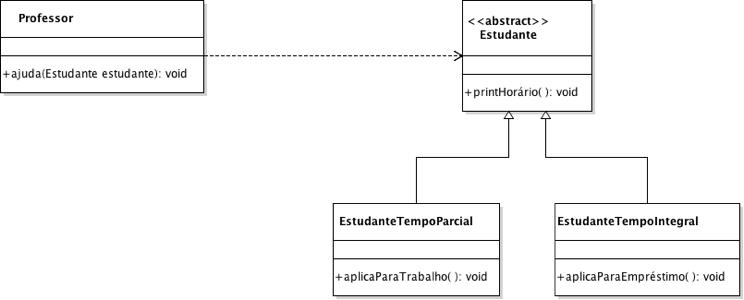 Professor
+ajuda(Estudante estudante): void
<<abstract>>
Estudante
+printHorário( ): void
EstudanteTempoParcial
+aplicaParaTrabalho( ): void
EstudanteTempoIntegral
+aplicaParaEmpréstimo( ): void